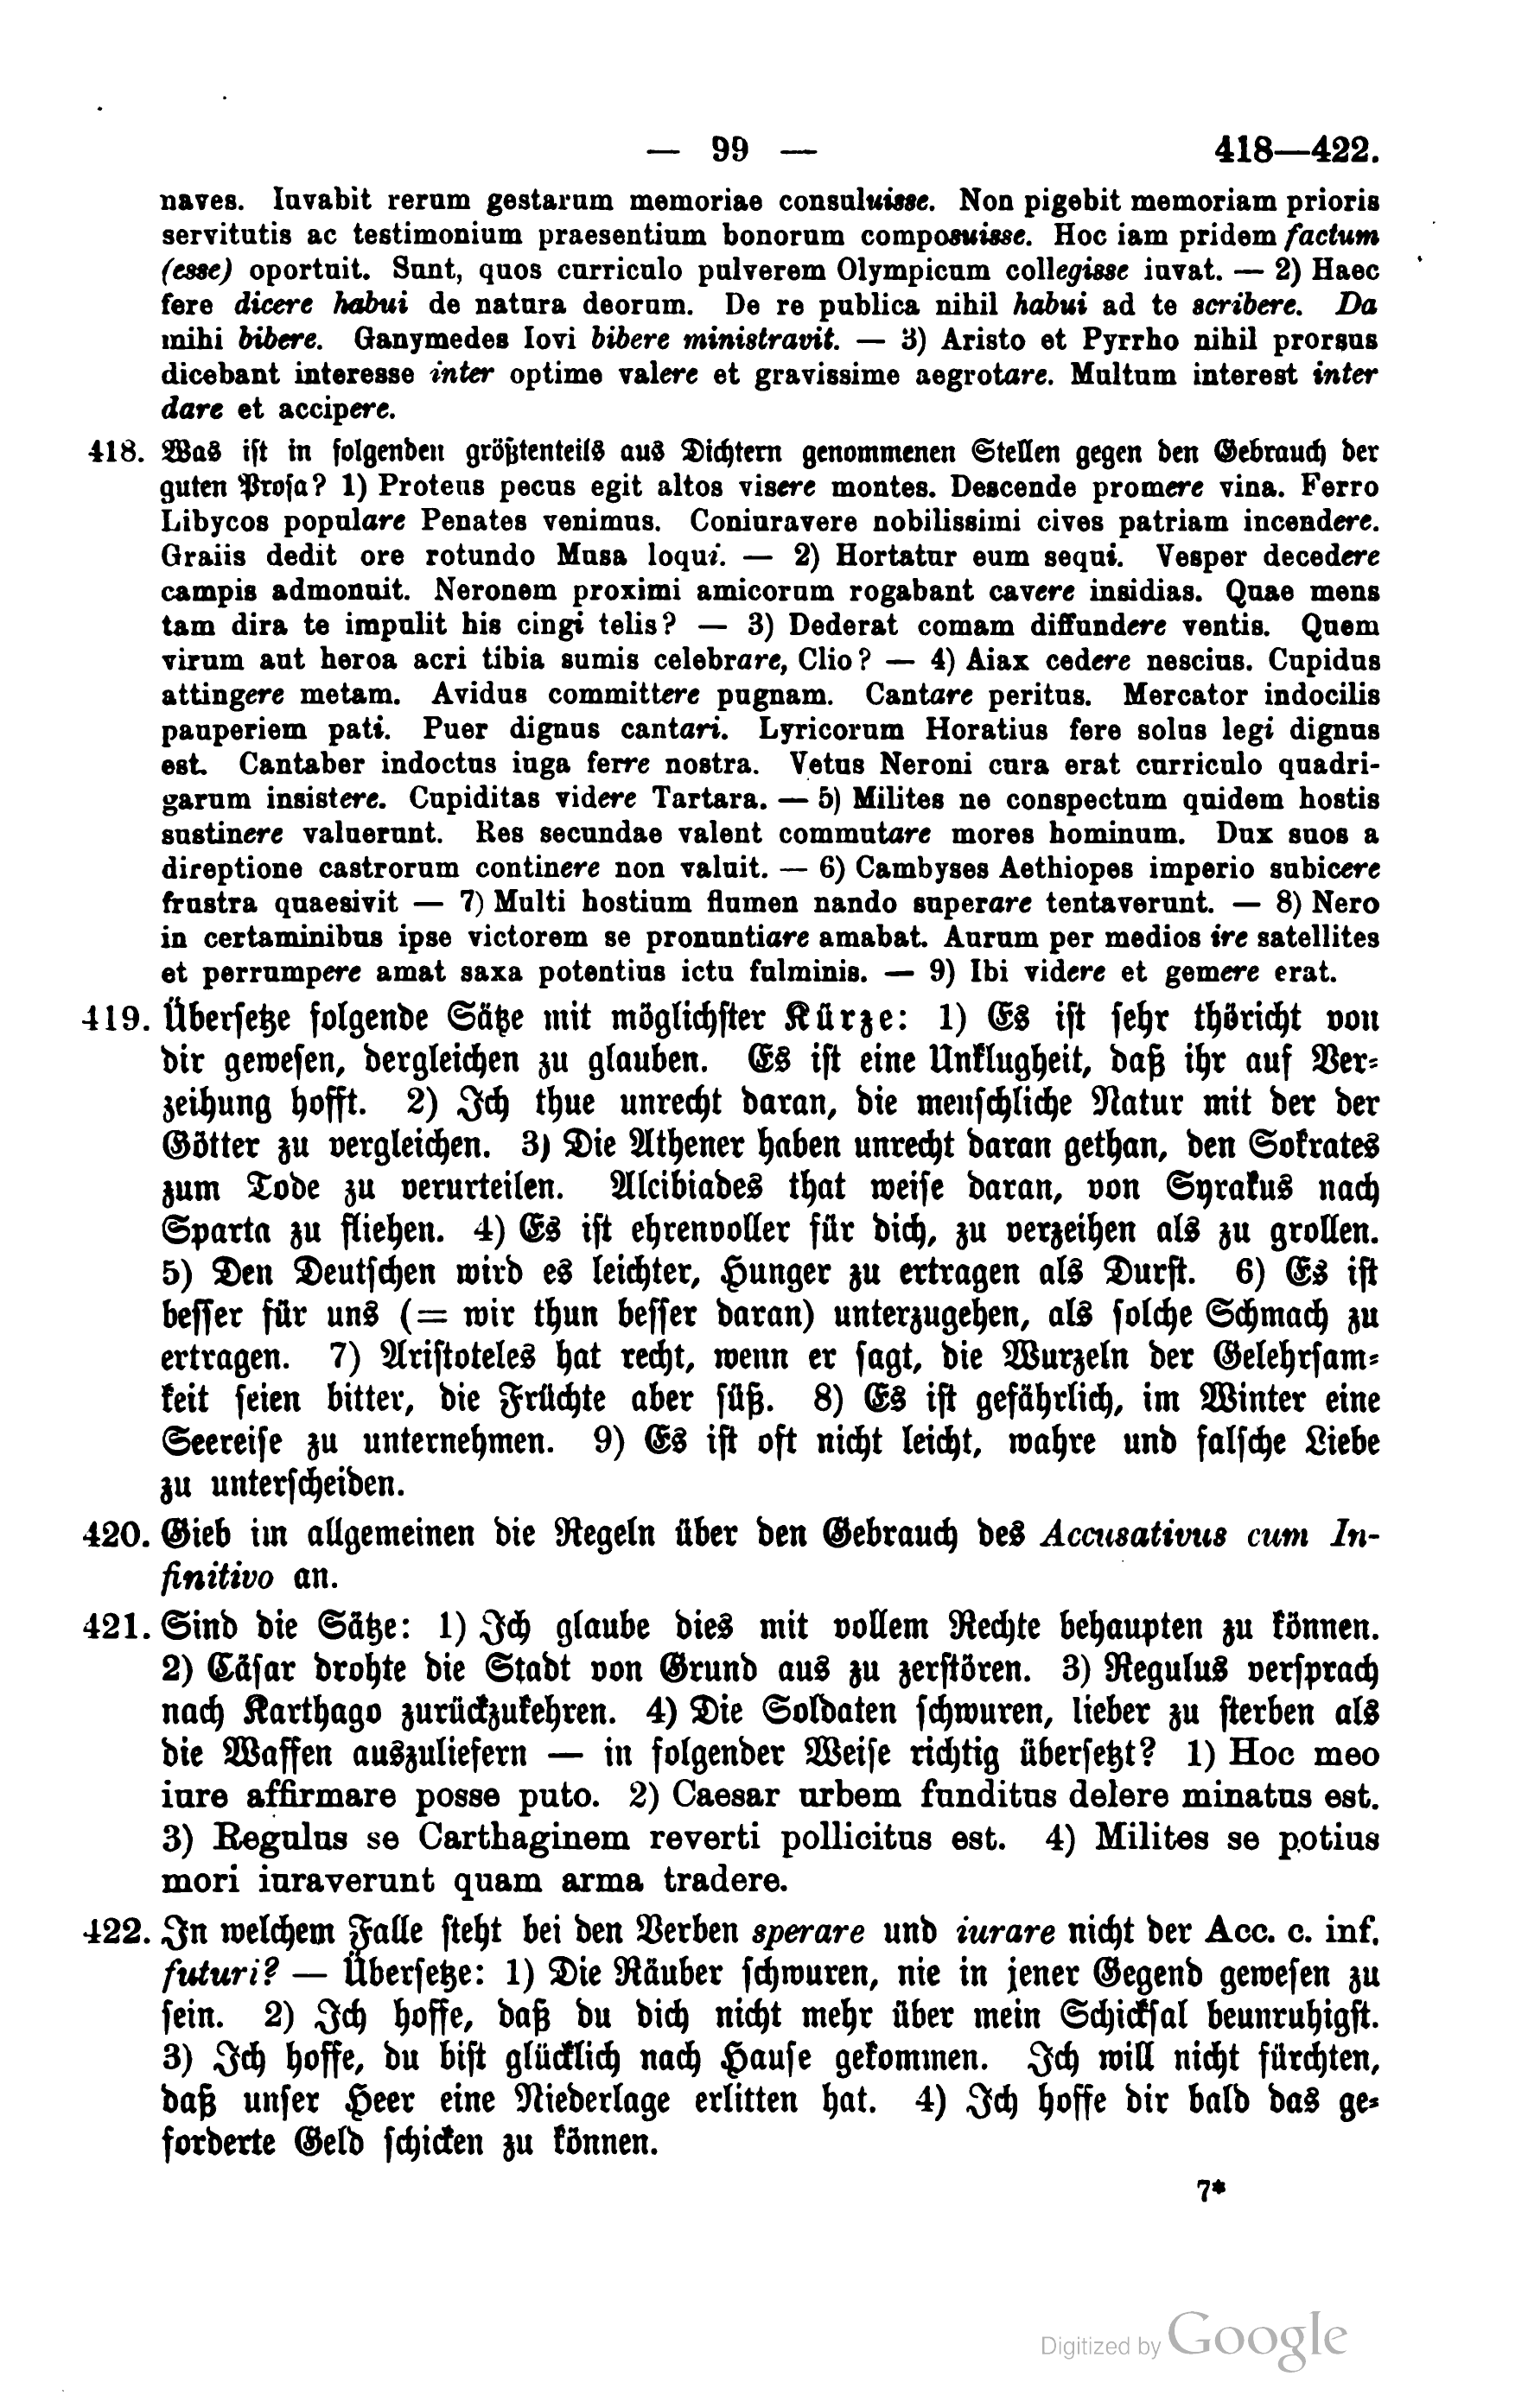 — 99 — 418—422.
naves. Iuvabit rerum gestarum memoriae consuluisse. Non pigebit memoriam prioris
servitutis ac testimonium praesentium bonorum composuisse. Hoc iam pridem factum
(esse) oportuit. Sunt, quos curriculo pulverem Olympicum collegisse iuvat. — 2) Haec
fere dicere habui de natura deorum. De re publica nihil habui ad te scribere. Da
mihi bibere. Ganymedes Iovi bibere ministravit. — 3) Aristo et Pyrrho nihil prorsus
dicebant interesse inter optime valere et gravissime aegrotare. Multum interest inter
dare et accipere.
418. Was ist in folgenden größtenteils aus Dichtern genommenen Stellen gegen den Gebrauch der
guten Prosa? 1) Proteus pecus egit altos visere montes. Descende promere vina. Ferro
Libycos populare Penates venimus. Coniuravere nobilissimi cives patriam incendere.
Graiis dedit ore rotundo Musa loqui. — 2) Hortatur eum sequi. Vesper decedere
campis admonuit. Neronem proximi amicorum rogabant cavere insidias. Quae mens
tam dira te impulit his cingi telis? — 3) Dederat comam diffundere ventis. Quem
virum aut heroa acri tibia sumis celebrare, Clio? — 4) Aiax cedere nescius. Cupidus
attingere metam. Avidus committere pugnam. Cantare peritus. Mercator indocilis
pauperiem pati. Puer dignus cantari. Lyricorum Horatius fere solus legi dignus
est. Cantaber indoctus iuga ferre nostra. Vetus Neroni cura erat curriculo quadri-
garum insistere. Cupiditas videre Tartara. — 5) Milites ne conspectum quidem hostis
sustinere valuerunt. Res secundae valent commutare mores hominum. Dux suos a
direptione castrorum continere non valuit. — 6) Cambyses Aethiopes imperio subicere
frustra quaesivit — 7) Multi hostium flumen nando superare tentaverunt. — 8) Nero
in certaminibus ipse victorem se pronuntiare amabat. Aurum per medios ire satellites
et perrumpere amat saxa potentius ictu fulminis. — 9) Ibi videre et gemere erat.
419. Übersetze folgende Sätze mit möglichster Kürze: 1) Es ist sehr thöricht von
dir gewesen, dergleichen zu glauben. Es ist eine Unklugheit, daß ihr auf Ver-
zeihung hofft. 2) Ich thue unrecht daran, die menschliche Natur mit der der
Götter zu vergleichen. 3) Die Athener haben unrecht daran gethan, den Sokrates
zum Tode zu verurteilen. Alcibiades that weise daran, von Syrakus nach
Sparta zu fliehen. 4) Es ist ehrenvoller für dich, zu verzeihen als zu grollen.
5) Den Deutschen wird es leichter, Hunger zu ertragen als Durst. 6) Es ist
besser für uns (= wir thun besser daran) unterzugehen, als solche Schmach zu
ertragen. 7) Aristoteles hat recht, wenn er sagt, die Wurzeln der Gelehrsam-
keit seien bitter, die Früchte aber süß. 8) Es ist gefährlich, im Winter eine
Seereise zu unternehmen. 9) Es ist oft nicht leicht, wahre und falsche Liebe
zu unterscheiden.
420. Gieb im allgemeinen die Regeln über den Gebrauch des Accusativus cum In-
finitivo an.
421. Sind die Sätze: 1) Ich glaube dies mit vollem Rechte behaupten zu können.
2) Cäsar drohte die Stadt von Grund aus zu zerstören. 3) Regulus versprach
nach Karthago zurückzukehren. 4) Die Soldaten schwuren, lieber zu sterben als
die Waffen auszuliefern — in folgender Weise richtig übersetzt? 1) Hoc meo
iure affirmare posse puto. 2) Caesar urbem funditus delere minatus est.
3) Regulus se Carthaginem reverti pollicitus est. 4) Milites se potius
mori iuraverunt quam arma tradere.
422. In welchem Falle steht bei den Verben sperare und iurare nicht der Acc. c. inf.
futuri? — Übersetze: 1) Die Räuber schwuren, nie in jener Gegend gewesen zu
sein. 2) Ich hoffe, daß du dich nicht mehr über mein Schicksal beunruhigst.
3) Ich hoffe, du bist glücklich nach Hause gekommen. Ich will nicht fürchten,
daß unser Heer eine Niederlage erlitten hat. 4) Ich hoffe dir bald das ge-
forderte Geld schicken zu können.
7*
Digitized by Google